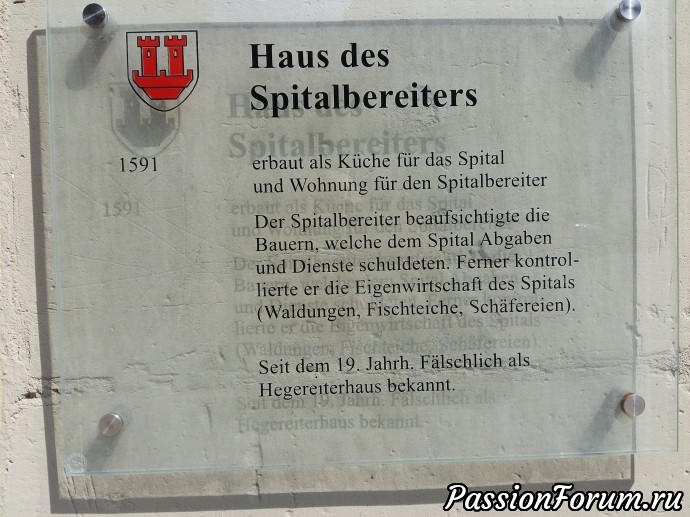 Haus des
Spitalbereiters
1591
erbaut als Küche für das Spital
und Wohnung für den Spitalbereiter
Der Spitalbereiter beaufsichtigte die
Bauern, welche dem Spital Abgaben
und Dienste schuldeten. Ferner kontrol-
lierte er die Eigenwirtschaft des Spitals
(Waldungen, Fischteiche, Schäfereien).
Seit dem 19. Jahrh. Fälschlich als
Hegereiterhaus bekannt.
PassionForum.ru